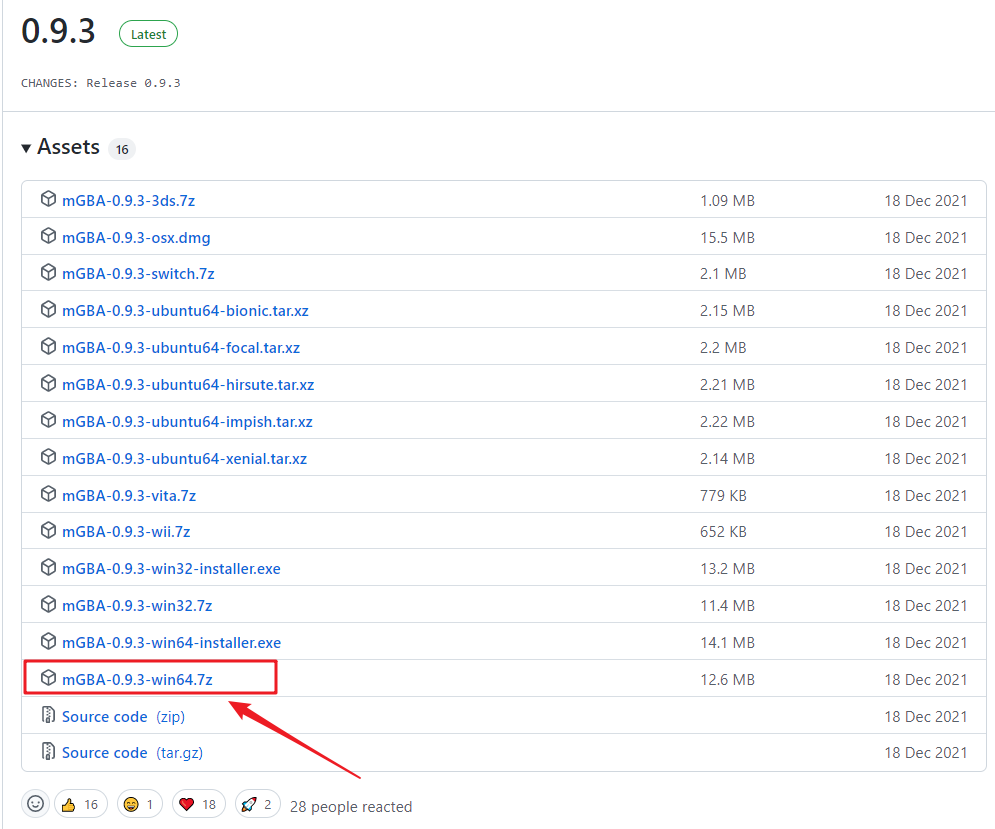 0.9.3 Latest
CHANGES: Release 0.9.3
Assets 16
mGBA-0.9.3-3ds.7z 1.09 MB 18 Dec 2021
mGBA-0.9.3-osx.dmg 15.5 MB 18 Dec 2021
mGBA-0.9.3-switch.7z 2.1 MB 18 Dec 2021
mGBA-0.9.3-ubuntu64-bionic.tar.xz 2.15 MB 18 Dec 2021
mGBA-0.9.3-ubuntu64-focal.tar.xz 2.2 MB 18 Dec 2021
mGBA-0.9.3-ubuntu64-hirsute.tar.xz 2.21 MB 18 Dec 2021
mGBA-0.9.3-ubuntu64-impish.tar.xz 2.22 MB 18 Dec 2021
mGBA-0.9.3-ubuntu64-xenial.tar.xz 2.14 MB 18 Dec 2021
mGBA-0.9.3-vita.7z 779 KB 18 Dec 2021
mGBA-0.9.3-wii.7z 652 KB 18 Dec 2021
mGBA-0.9.3-win32-installer.exe 13.2 MB 18 Dec 2021
mGBA-0.9.3-win32.7z 11.4 MB 18 Dec 2021
mGBA-0.9.3-win64-installer.exe 14.1 MB 18 Dec 2021
mGBA-0.9.3-win64.7z 12.6 MB 18 Dec 2021
Source code (zip) 18 Dec 2021
Source code (tar.gz) 18 Dec 2021
16 1 18 2 28 people reacted